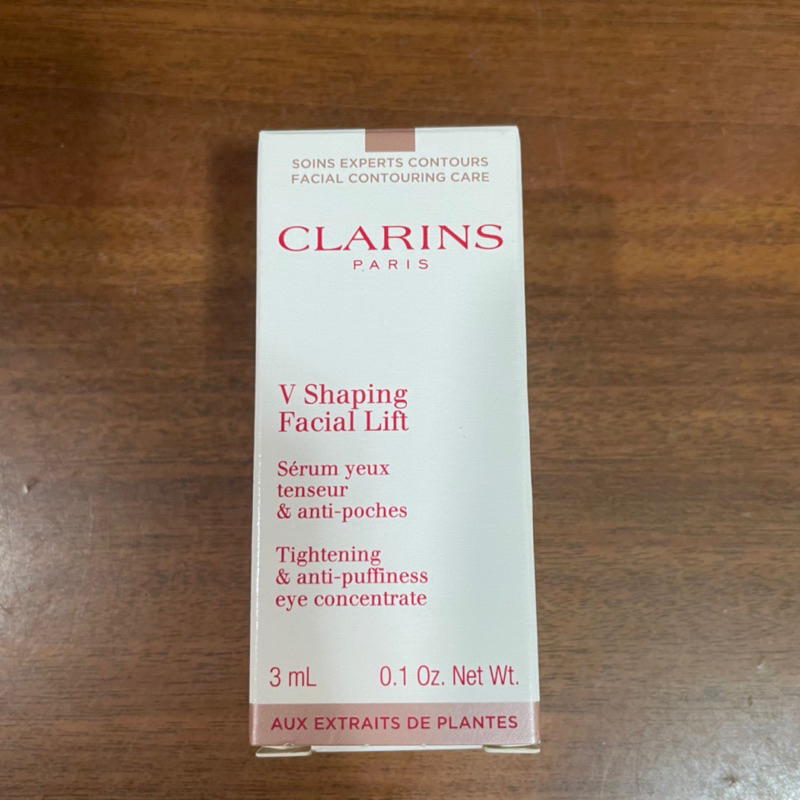 SOINS EXPERTS CONTOURS
FACIAL CONTOURING CARE
CLARINS
PARIS
V Shaping
Facial Lift
Sérum yeux
tenseur
& anti-poches
Tightening
& anti-puffiness
eye concentrate
3 mL 0.1 Oz. Net Wt.
AUX EXTRAITS DE PLANTES